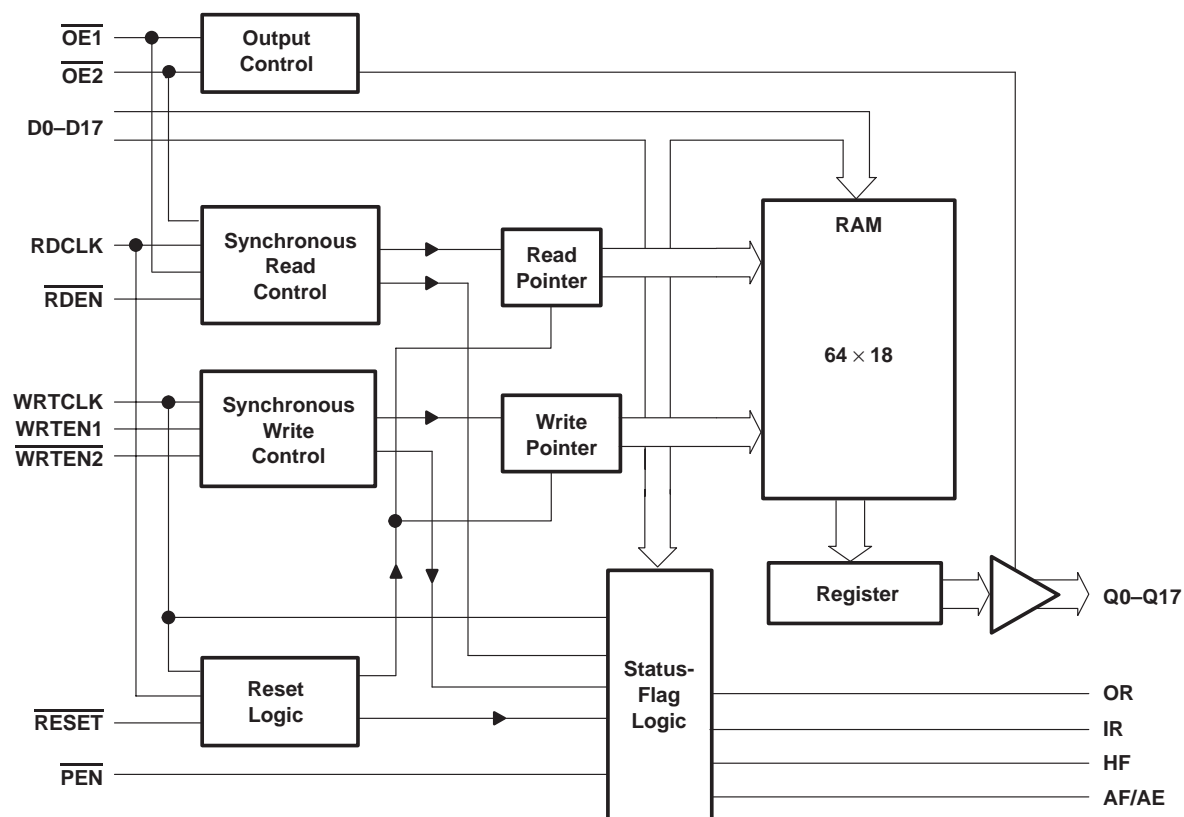 OE1
OE2
Output
Control
D0–D17
RDCLK
RDEN
Synchronous
Read
Control
Read
Pointer
RAM
64 × 18
WRTCLK
WRTEN1
WRTEN2
Synchronous
Write
Control
Write
Pointer
Register
Q0–Q17
Reset
Logic
RESET
PEN
Status-
Flag
Logic
OR
IR
HF
AF/AE